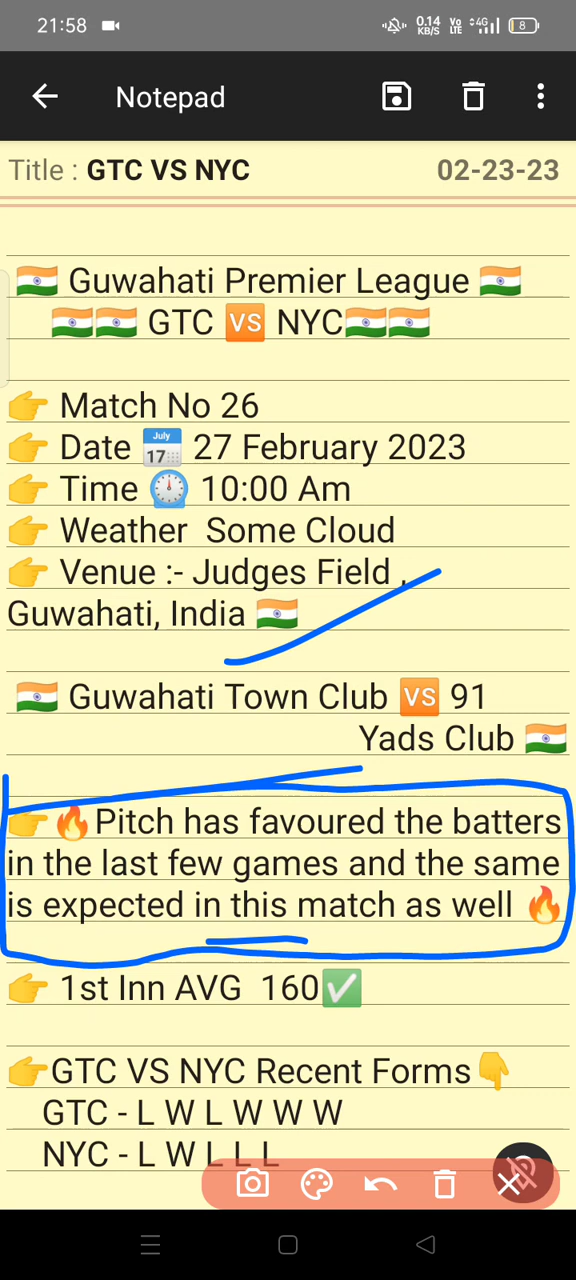 21:58 0.14 KB/S Vo LTE 4G 8
Notepad
Title : GTC VS NYC 02-23-23
🇮🇳 Guwahati Premier League 🇮🇳
🇮🇳🇮🇳 GTC 🆚 NYC🇮🇳🇮🇳
👉 Match No 26
👉 Date 📅 27 February 2023
👉 Time ⏲ 10:00 Am
👉 Weather  Some Cloud
👉 Venue :- Judges Field ,
Guwahati, India 🇮🇳
🇮🇳 Guwahati Town Club 🆚 91
Yads Club 🇮🇳
👉🔥Pitch has favoured the batters
in the last few games and the same
is expected in this match as well 🔥
👉 1st Inn AVG  160✅
👉GTC VS NYC Recent Forms👇
GTC - L W L W W W
NYC - L W L L L